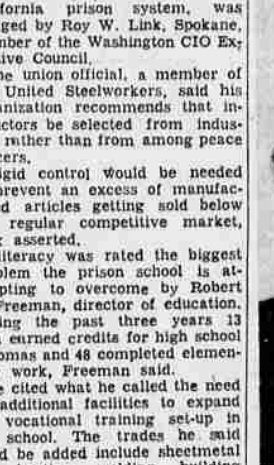 fornia prison system, was
ged by Roy W. Link, Spokane,
mber of the Washington CIO Ex-
ive Council.
he union official, a member of
United Steelworkers, said his
anization recommends that in-
ctors be selected from indus-
rather than from among peace
cers.
igid control would be needed
prevent an excess of manufac-
d articles getting sold below
regular competitive market,
asserted.
literacy was rated the biggest
blem the prison school is at-
pting to overcome by Robert
Freeman, director of education.
ing the past three years 13
earned credits for high school
omas and 48 completed elemen-
work, Freeman said.
e cited what he called the need
additional facilities to expand
vocational training set-up in
school. The trades he said
d be added include sheetmetal
building